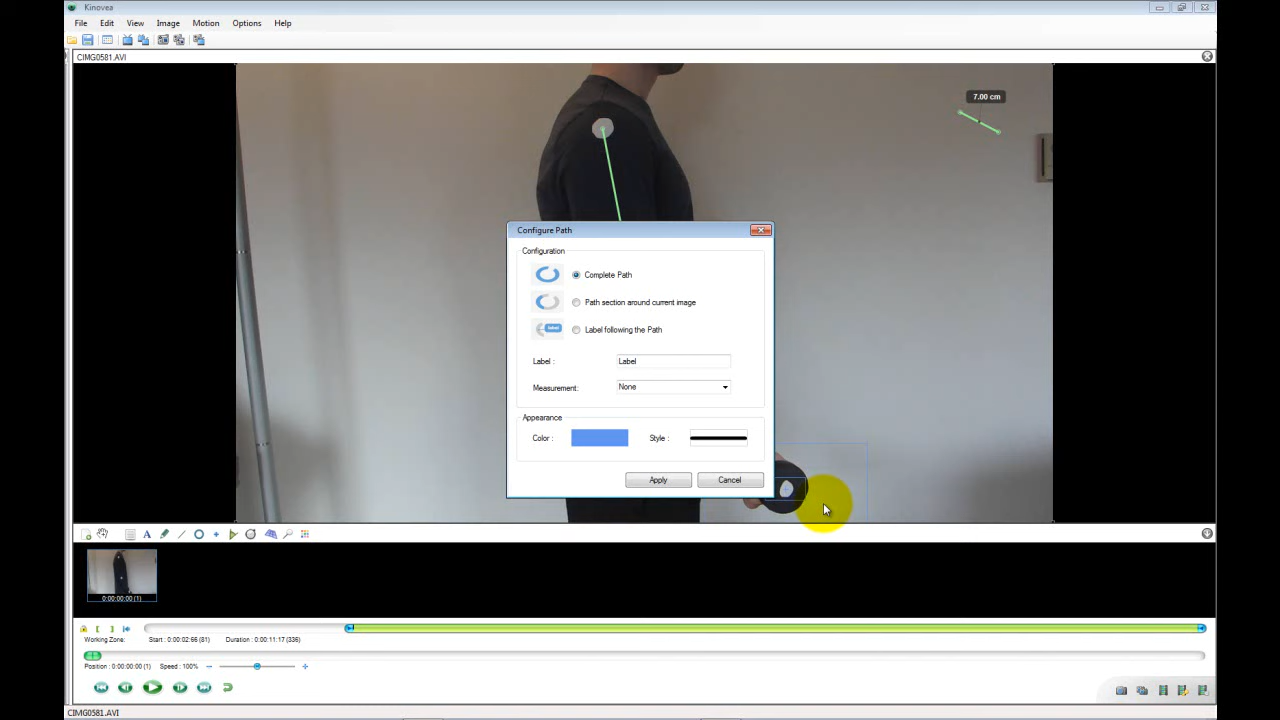 Kinovea
File Edit View Image Motion Options Help
CIMG0581.AVI
7.00 cm
Configure Path
Configuration
Complete Path
Path section around current image
Label following the Path
Label :
Label
Measurement:
None
Appearance
Color :
Style :
Apply
Cancel
0:00:00:00 (1)
Working Zone: Start : 0:00:02:66 (81) Duration : 0:00:11:17 (336)
Position : 0:00:00:00 (1) Speed : 100%
CIMG0581.AVI